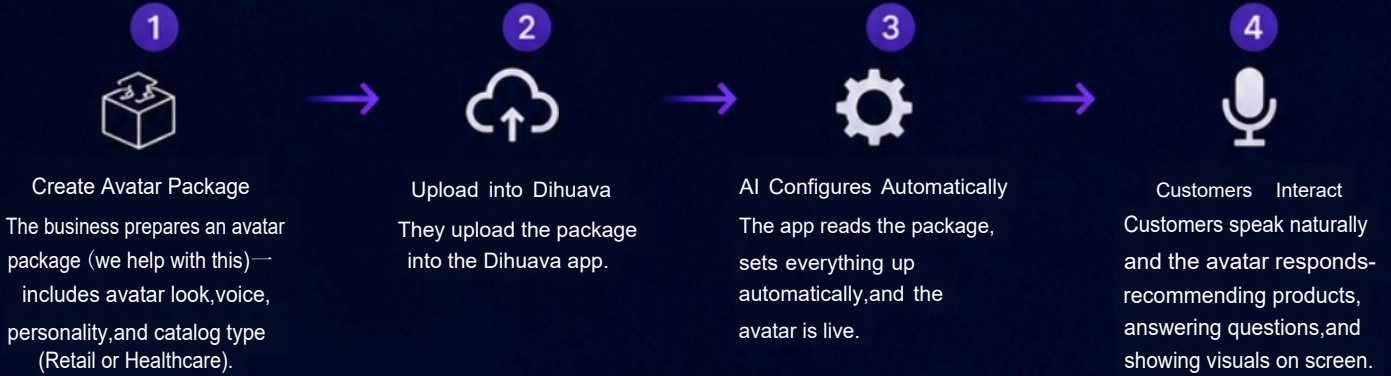 1
Create Avatar Package
The business prepares an avatar
package (we help with this)—
includes avatar look,voice,
personality,and catalog type
(Retail or Healthcare).
2
Upload into Dihuava
They upload the package
into the Dihuava app.
3
AI Configures Automatically
The app reads the package,
sets everything up
automatically,and the
avatar is live.
4
Customers Interact
Customers speak naturally
and the avatar responds-
recommending products,
answering questions,and
showing visuals on screen.